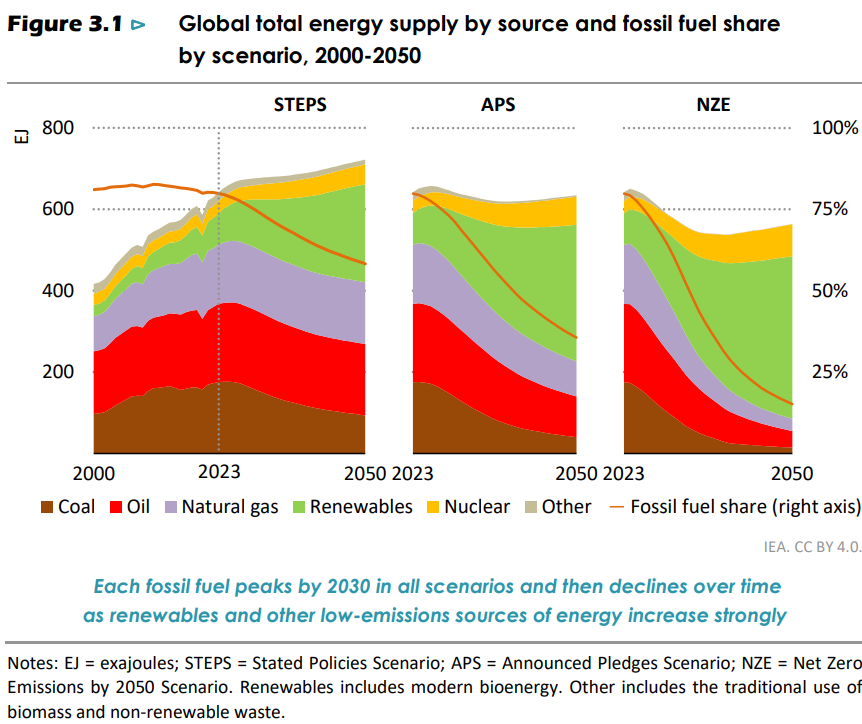 Figure 3.1 ▷ Global total energy supply by source and fossil fuel share
by scenario, 2000-2050
STEPS APS NZE
EJ
800 100%
600 75%
400 50%
200 25%
2000 2023 2050 2023 2050 2023 2050
Coal Oil Natural gas Renewables Nuclear Other Fossil fuel share (right axis)
IEA. CC BY 4.0.
Each fossil fuel peaks by 2030 in all scenarios and then declines over time
as renewables and other low-emissions sources of energy increase strongly
Notes: EJ = exajoules; STEPS = Stated Policies Scenario; APS = Announced Pledges Scenario; NZE = Net Zero
Emissions by 2050 Scenario. Renewables includes modern bioenergy. Other includes the traditional use of
biomass and non-renewable waste.